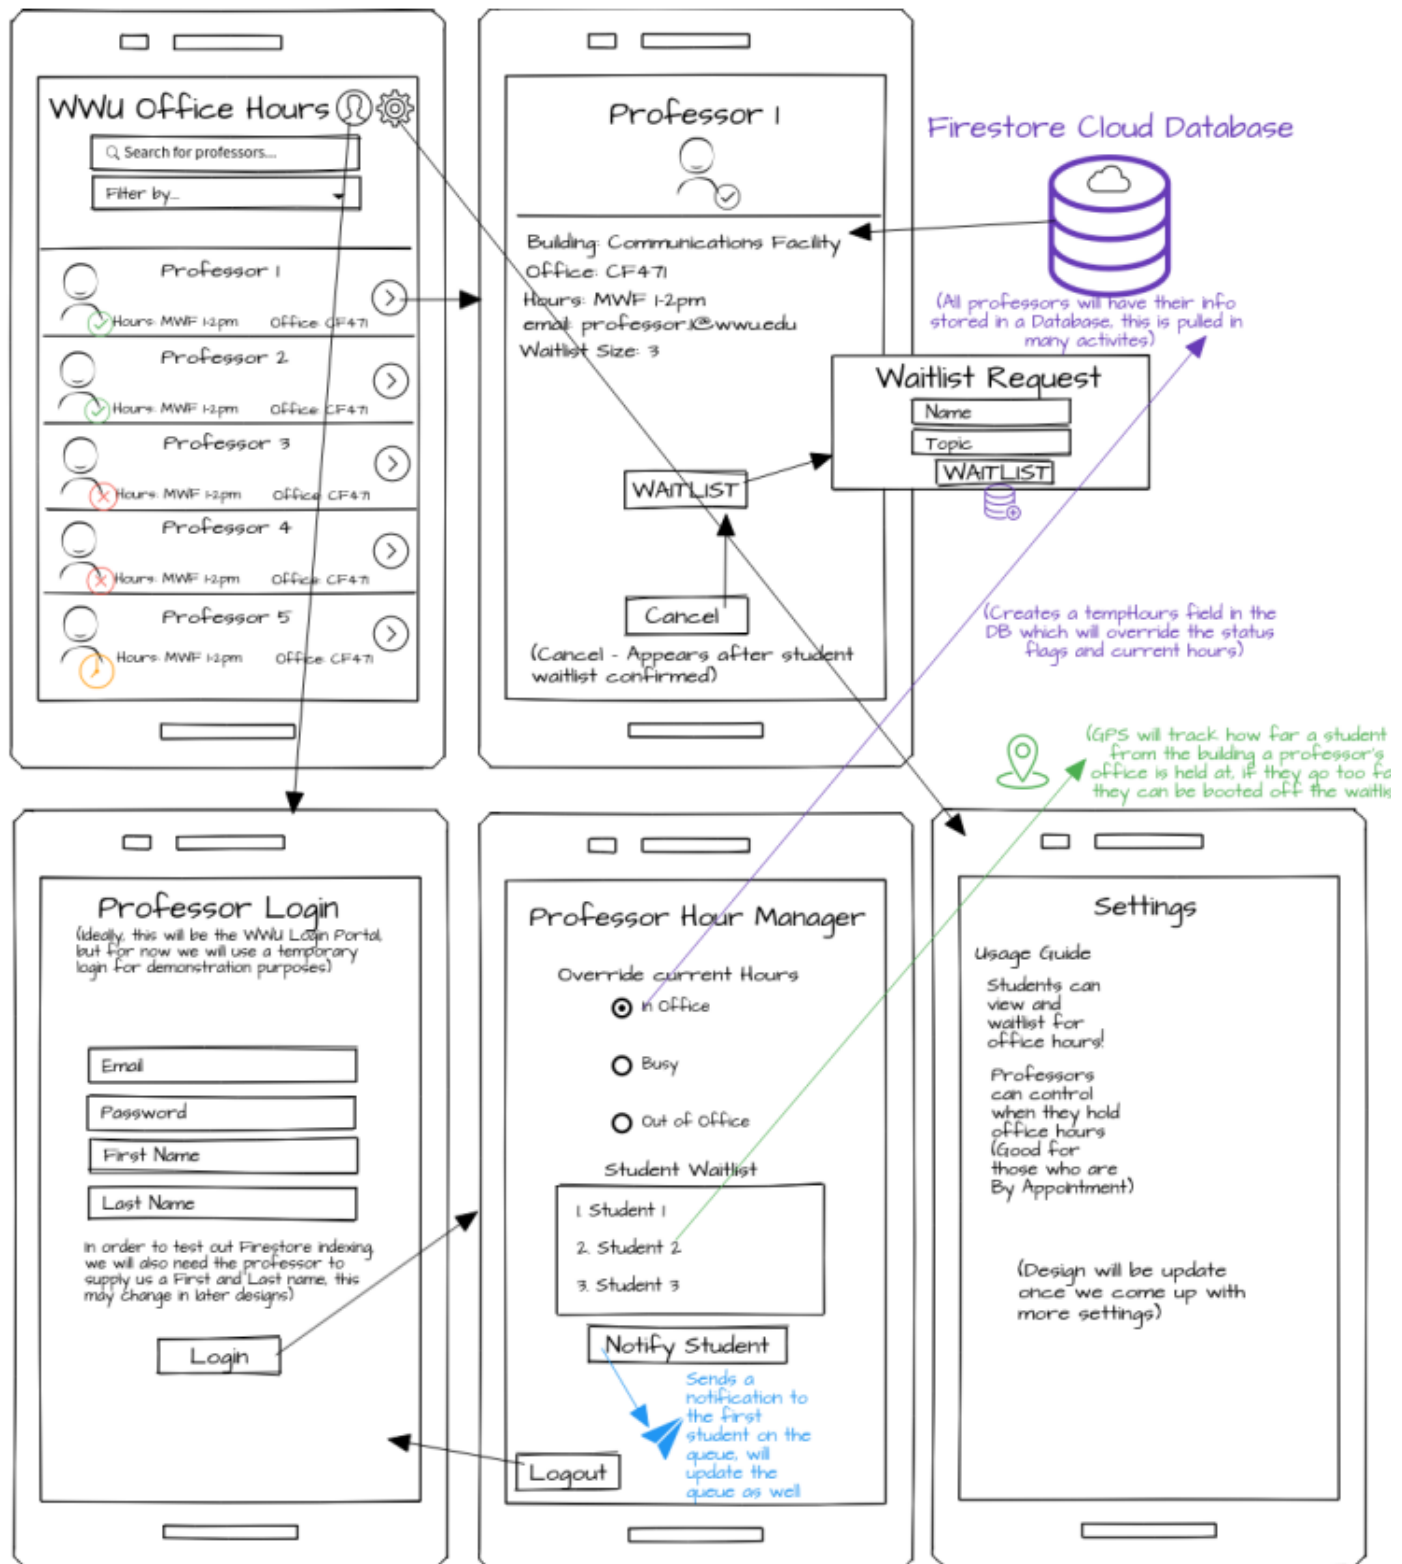 WWU Office Hours
Search for professors...
Filter by...
Professor 1
Hours: MWF 1-2pm Office: CF471
Professor 2
Hours: MWF 1-2pm Office: CF471
Professor 3
Hours: MWF 1-2pm Office: CF471
Professor 4
Hours: MWF 1-2pm Office: CF471
Professor 5
Hours: MWF 1-2pm Office: CF471
Professor 1
Building: Communications Facility
Office: CF471
Hours: MWF 1-2pm
email: professor.1@wwu.edu
Waitlist Size: 3
WAITLIST
Cancel
(Cancel - Appears after student
waitlist confirmed)
Firestore Cloud Database
(All professors will have their info
stored in a Database, this is pulled in
many activites)
Waitlist Request
Name
Topic
WAITLIST
(Creates a tempHours field in the
DB which will override the status
flags and current hours)
(GPS will track how far a student
from the building a professor's
office is held at, if they go too
they can be booted off the
Professor Login
(Ideally, this will be the WWU Login Portal,
but for now we will use a temporary
login for demonstration purposes)
Email
Password
First Name
Last Name
In order to test out Firestore indexing,
we will also need the professor to
supply us a First and Last name, this
may change in later designs)
Login
Professor Hour Manager
Override current Hours
In Office
Busy
Out of Office
Student Waitlist
1. Student 1
2. Student 2
3. Student 3
Notify Student
Sends a
notification to
the first
student on the
queue, will
update the
queue as well
Logout
Settings
Usage Guide
Students can
view and
waitlist for
office hours!
Professors
can control
when they hold
office hours
(Good for
those who are
By Appointment)
(Design will be update
once we come up with
more settings)